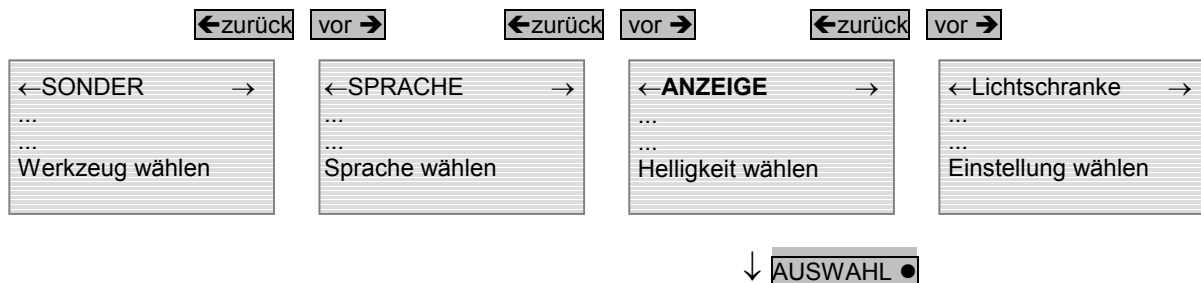 🡸zurück vor 🡺 🡸zurück vor 🡺 🡸zurück vor 🡺
←SONDER →
...
...
Werkzeug wählen
←SPRACHE →
...
...
Sprache wählen
←ANZEIGE →
...
...
Helligkeit wählen
←Lichtschranke →
...
...
Einstellung wählen
↓ AUSWAHL ●